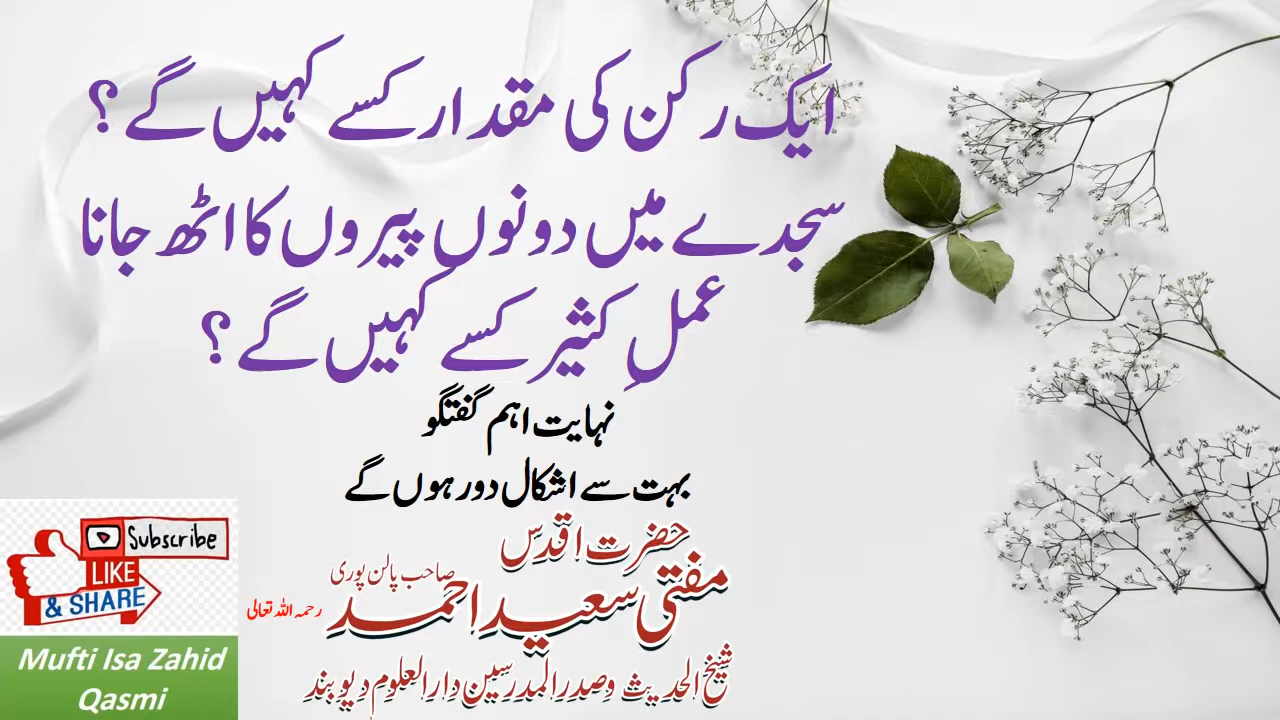 ایک رکن کی مقدار کسے کہیں گے؟
سجدے میں دونوں پیروں کا اٹھ جانا
عملِ کثیر کسے کہیں گے؟
نہایت اہم گفتگو
بہت سے اشکال دور ہوں گے
حضرت اقدس
مفتی سعید احمد صاحب پالن پوری رحمہ اللہ تعالی
شیخ الحدیث وصدر المدرسین دار العلوم دیوبند
Subscribe
LIKE
& SHARE
Mufti Isa Zahid
Qasmi